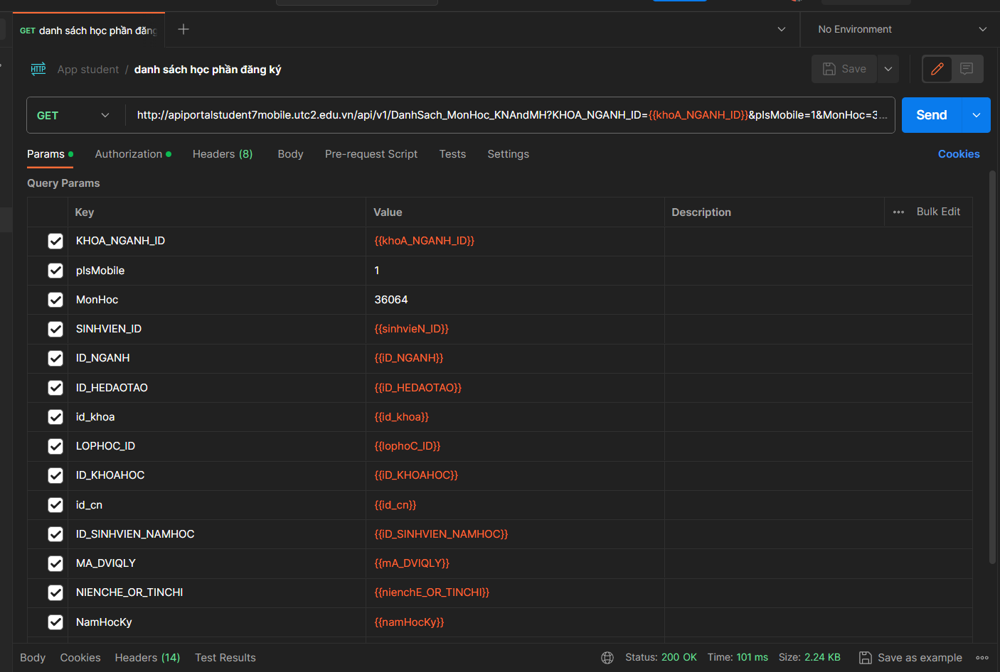 GET danh sách học phần đăng
No Environment
HTTP App student / danh sách học phần đăng ký
Save
GET http://apiportalstudent7mobile.utc2.edu.vn/api/v1/DanhSach_MonHoc_KNAndMH?KHOA_NGANH_ID={{khoA_NGANH_ID}}&pIsMobile=1&MonHoc=3...
Send
Params Authorization Headers (8) Body Pre-request Script Tests Settings Cookies
Query Params
Key Value Description Bulk Edit
KHOA_NGANH_ID {{khoA_NGANH_ID}}
pIsMobile 1
MonHoc 36064
SINHVIEN_ID {{sinhvieN_ID}}
ID_NGANH {{iD_NGANH}}
ID_HEDAOTAO {{iD_HEDAOTAO}}
id_khoa {{id_khoa}}
LOPHOC_ID {{lophoC_ID}}
ID_KHOAHOC {{iD_KHOAHOC}}
id_cn {{id_cn}}
ID_SINHVIEN_NAMHOC {{iD_SINHVIEN_NAMHOC}}
MA_DVIQLY {{mA_DVIQLY}}
NIENCHE_OR_TINCHI {{nienchE_OR_TINCHI}}
NamHocKy {{namHocKy}}
Body Cookies Headers (14) Test Results Status: 200 OK Time: 101 ms Size: 2.24 KB Save as example